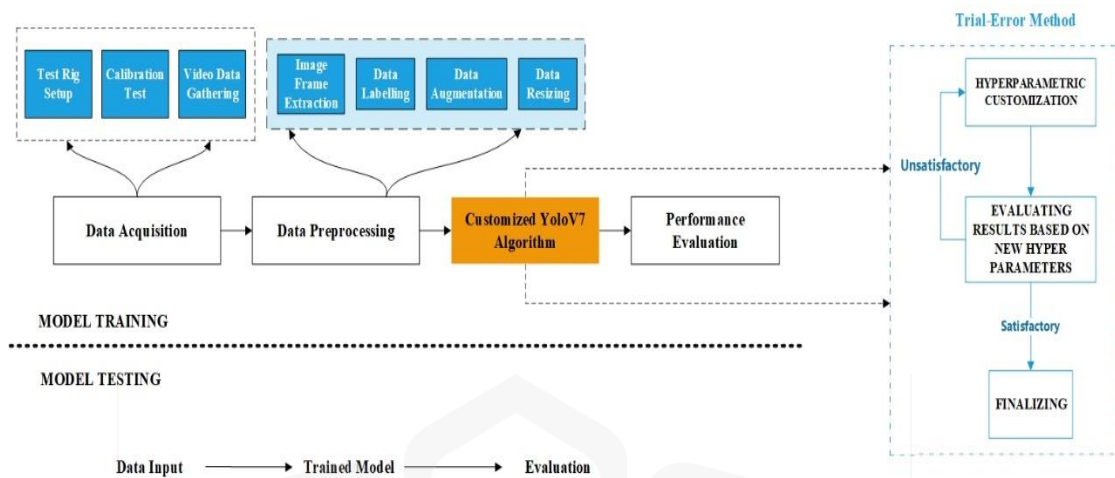 Trial-Error Method
Test Rig
Setup
Calibration
Test
Video Data
Gathering
Image
Frame
Extraction
Data
Labelling
Data
Augmentation
Data
Resizing
HYPERPARAMETRIC
CUSTOMIZATION
Unsatisfactory
Data Acquisition
Data Preprocessing
Customized YoloV7
Algorithm
Performance
Evaluation
EVALUATING
RESULTS BASED ON
NEW HYPER
PARAMETERS
Satisfactory
FINALIZING
MODEL TRAINING
MODEL TESTING
Data Input
Trained Model
Evaluation